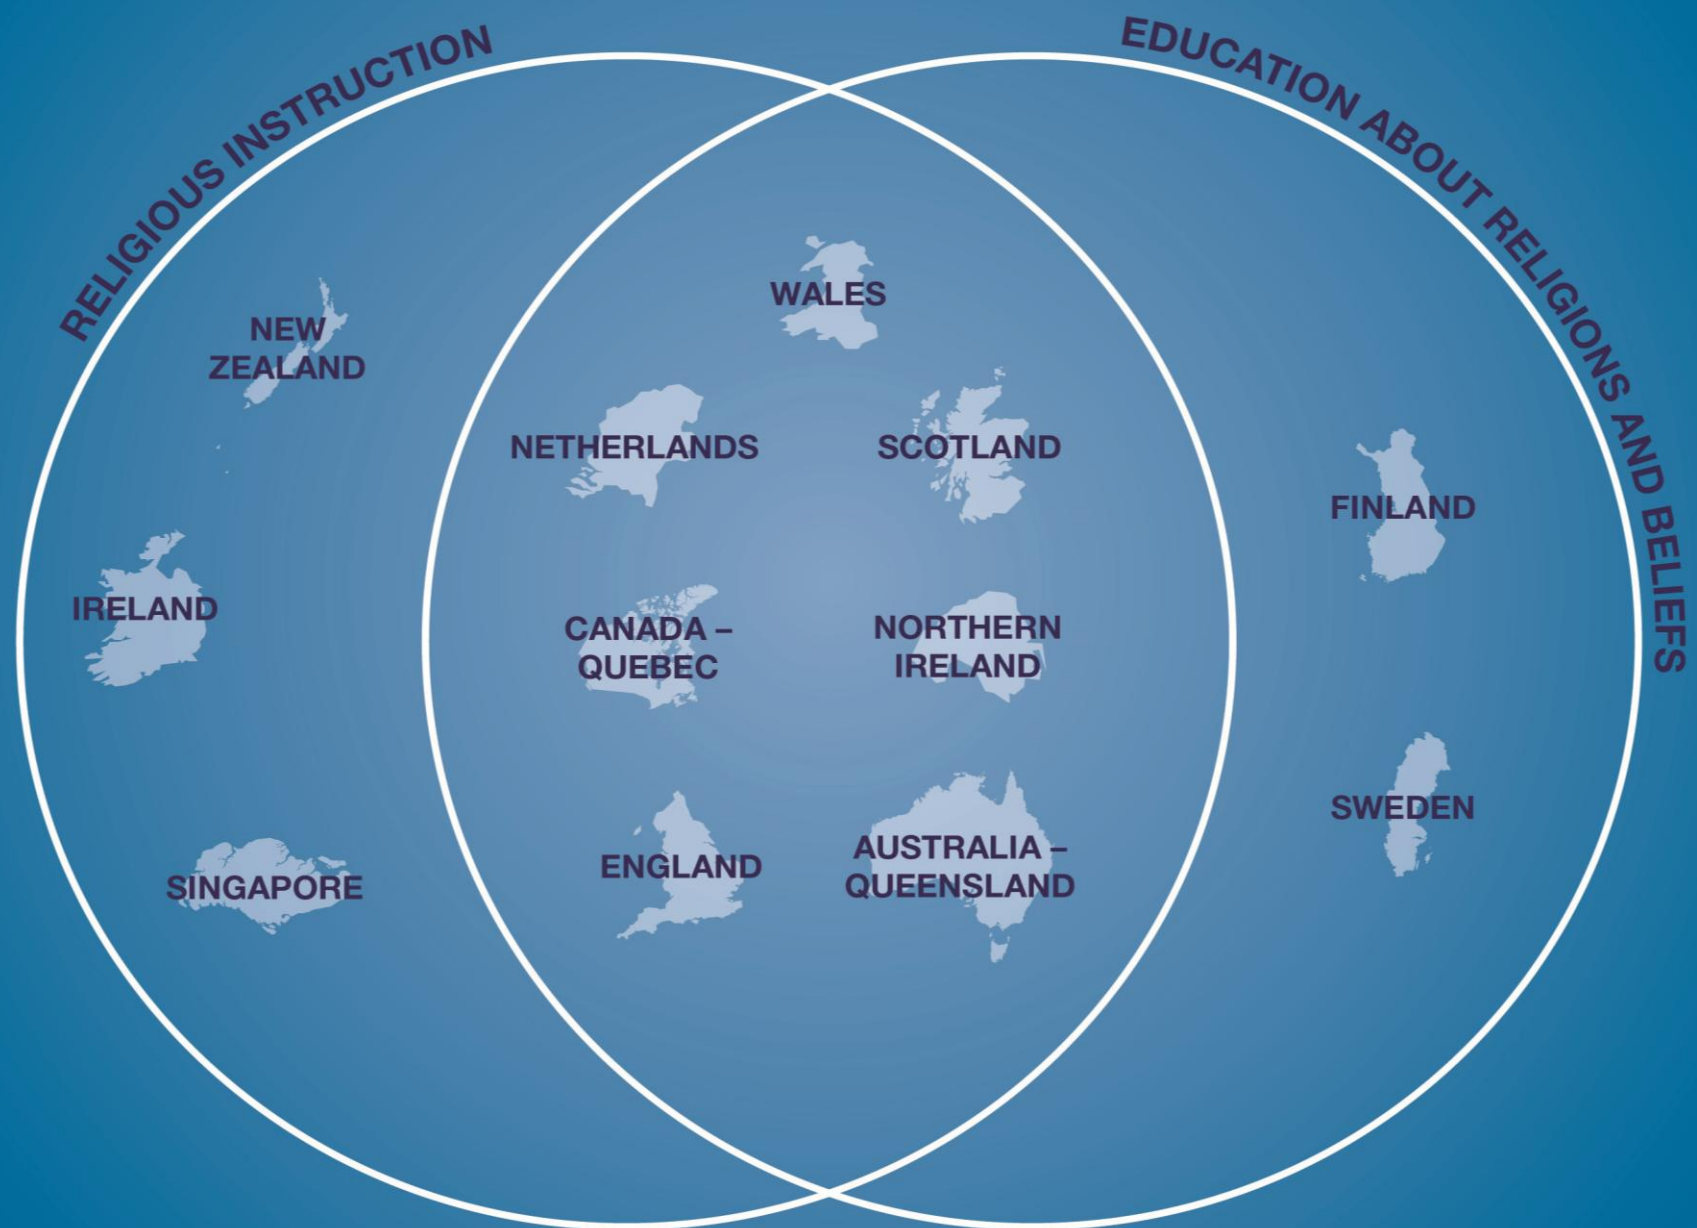 RELIGIOUS INSTRUCTION
EDUCATION ABOUT RELIGIONS AND BELIEFS
NEW
ZEALAND
IRELAND
SINGAPORE
WALES
NETHERLANDS
SCOTLAND
CANADA –
QUEBEC
NORTHERN
IRELAND
ENGLAND
AUSTRALIA –
QUEENSLAND
FINLAND
SWEDEN